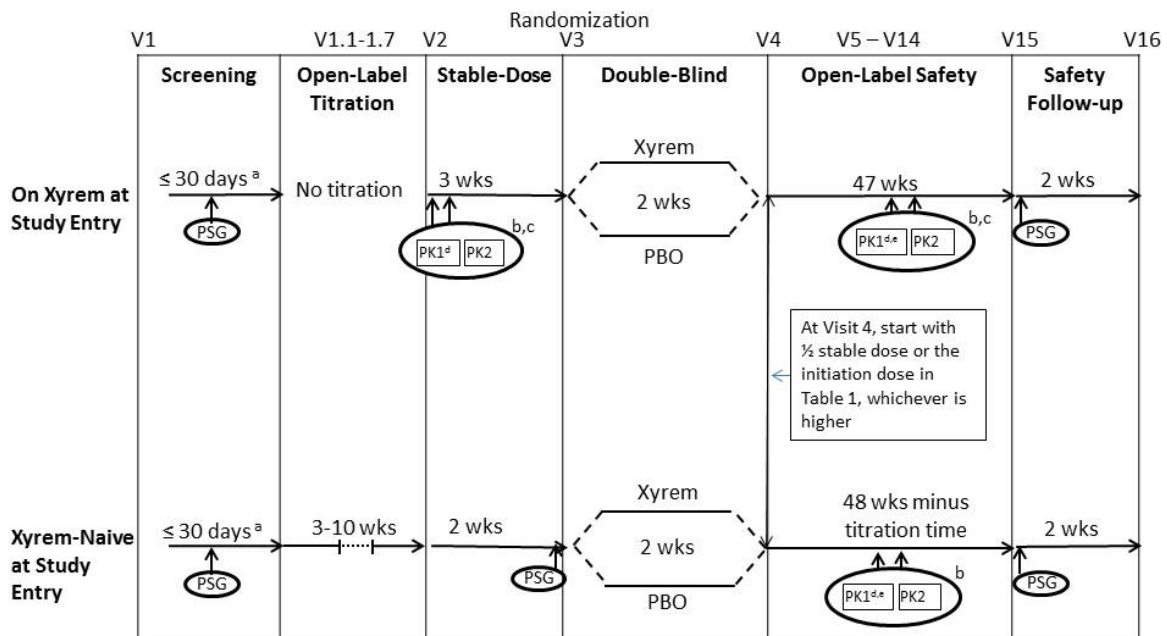 Randomization
V1 V1.1-1.7 V2 V3 V4 V5 – V14 V15 V16
Screening Open-Label Stable-Dose Double-Blind Open-Label Safety Safety
Titration Follow-up
Xyrem
On Xyrem at ≤ 30 days a No titration 3 wks 2 wks 47 wks 2 wks
Study Entry
PSG PK1d PK2 b,c PBO PK1d,e PK2 b,c PSG
At Visit 4, start with
½ stable dose or the
initiation dose in
Table 1, whichever is
higher
Xyrem
Xyrem-Naive ≤ 30 days a 3-10 wks 2 wks 2 wks 48 wks minus 2 wks
at Study titration time
Entry
PSG PSG PBO PK1d,e PK2 b PSG